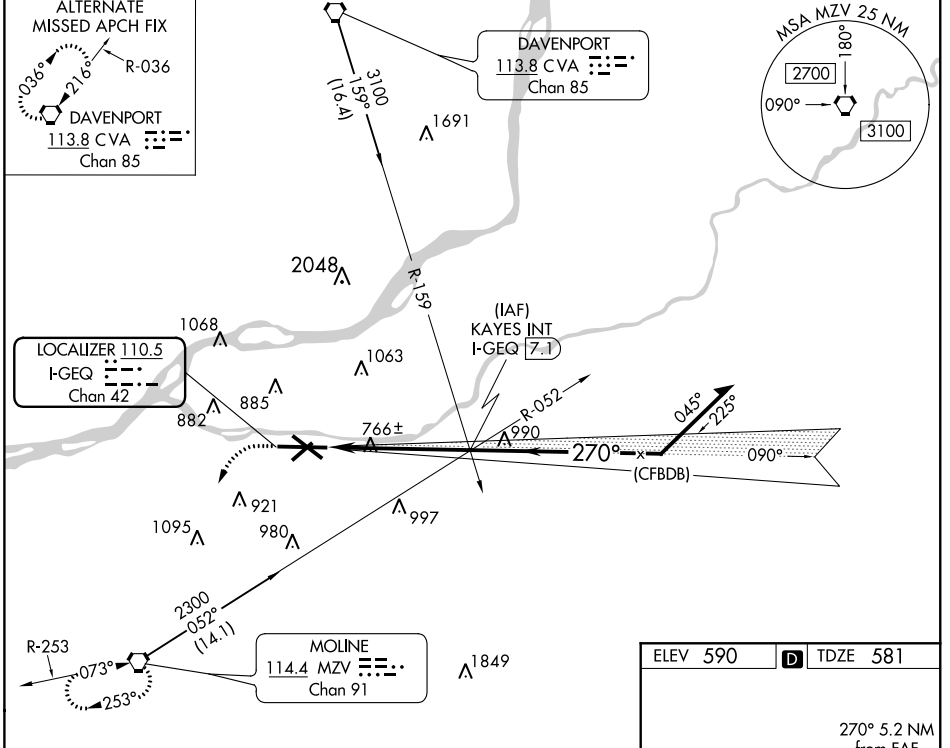 ALTERNATE
MISSED APCH FIX
R-036
036°
216°
DAVENPORT
113.8 CVA
Chan 85
3100
159°
(16.4)
DAVENPORT
113.8 CVA
Chan 85
MSA MZV 25 NM
180°
2700
090°
3100
1691
2048
R-159
(IAF)
KAYES INT
I-GEQ 7.1
1068
LOCALIZER 110.5
I-GEQ
Chan 42
1063
885
882
R-052
045°
225°
766±
990
270°
x
(CFBDB)
090°
921
997
1095
980
2300
052°
(14.1)
R-253
073°
253°
MOLINE
114.4 MZV
Chan 91
1849
ELEV 590 D TDZE 581
270° 5.2 NM
from FAF